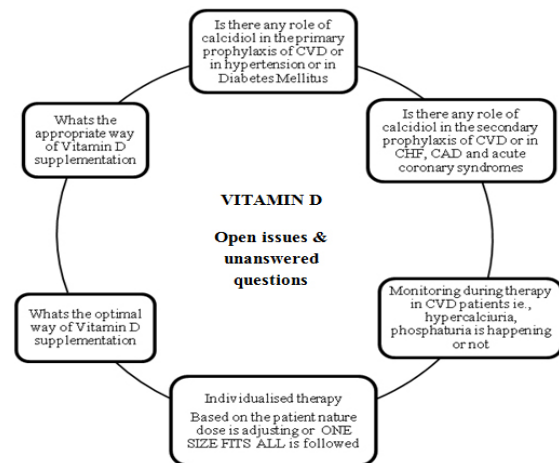 Is there any role of
calcidiol in the primary
prophylaxis of CVD or
in hypertension or in
Diabetes Mellitus
Is there any role of
calcidiol in the secondary
prophylaxis of CVD or in
CHF, CAD and acute
coronary syndromes
Monitoring during therapy
in CVD patients ie.,
hypercalciuria,
phosphaturia is happening
or not
Individualised therapy
Based on the patient nature
dose is adjusting or ONE
SIZE FITS ALL is followed
Whats the optimal
way of Vitamin D
supplementation
Whats the
appropriate way of
Vitamin D
supplementation
VITAMIN D
Open issues &
unanswered
questions